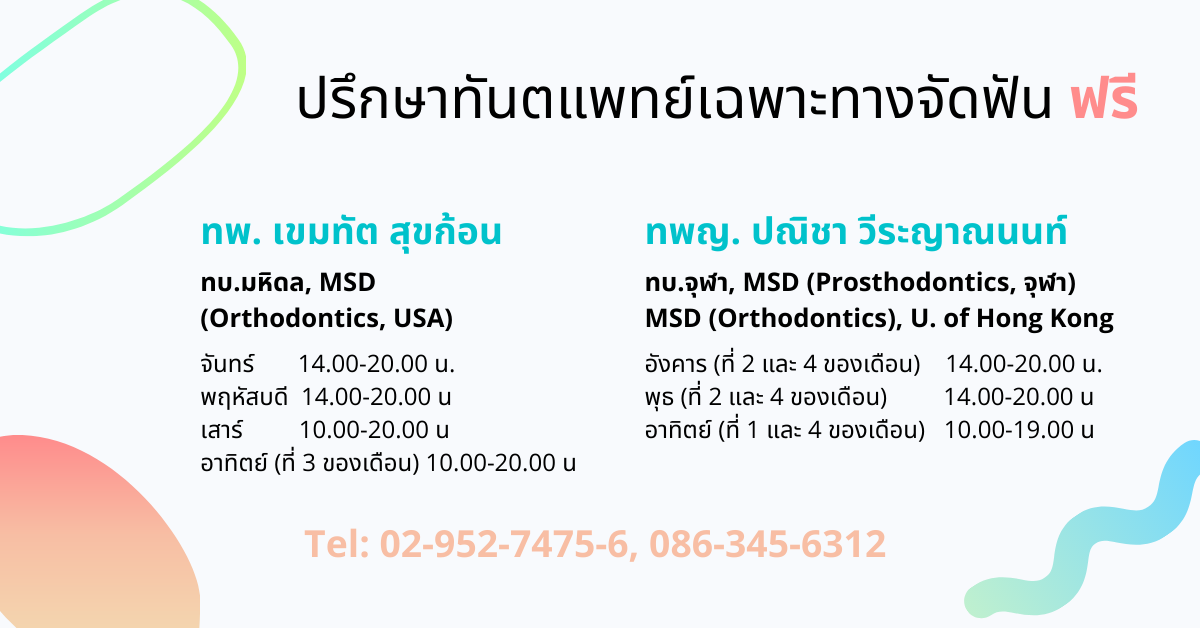 ปรึกษาทันตแพทย์เฉพาะทางจัดฟัน ฟรี
ทพ. เขมทัต สุขก้อน
ทบ.มหิดล, MSD
(Orthodontics, USA)
จันทร์ 14.00-20.00 น.
พฤหัสบดี 14.00-20.00 น
เสาร์ 10.00-20.00 น
อาทิตย์ (ที่ 3 ของเดือน) 10.00-20.00 น
ทพญ. ปณิชา วีระญาณนนท์
ทบ.จุฬา, MSD (Prosthodontics, จุฬา)
MSD (Orthodontics), U. of Hong Kong
อังคาร (ที่ 2 และ 4 ของเดือน) 14.00-20.00 น.
พุธ (ที่ 2 และ 4 ของเดือน) 14.00-20.00 น
อาทิตย์ (ที่ 1 และ 4 ของเดือน) 10.00-19.00 น
Tel: 02-952-7475-6, 086-345-6312